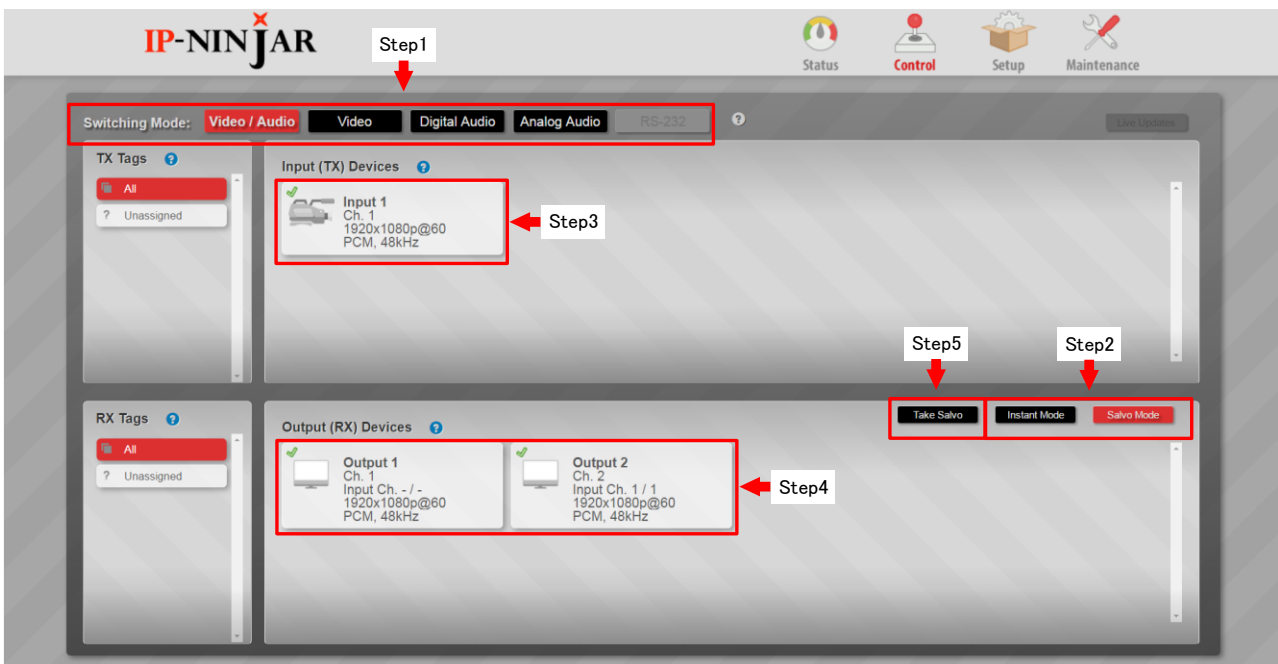 IP-NINJAR
Step1
Status
Control
Setup
Maintenance
Switching Mode:
Video / Audio
Video
Digital Audio
Analog Audio
RS-232
?
Live Updates
TX Tags ?
All
? Unassigned
Input (TX) Devices ?
Input 1
Ch. 1
1920x1080p@60
PCM, 48kHz
Step3
Step5
Step2
RX Tags ?
All
? Unassigned
Output (RX) Devices ?
Take Salvo
Instant Mode
Salvo Mode
Output 1
Ch. 1
Input Ch. - / -
1920x1080p@60
PCM, 48kHz
Output 2
Ch. 2
Input Ch. 1 / 1
1920x1080p@60
PCM, 48kHz
Step4